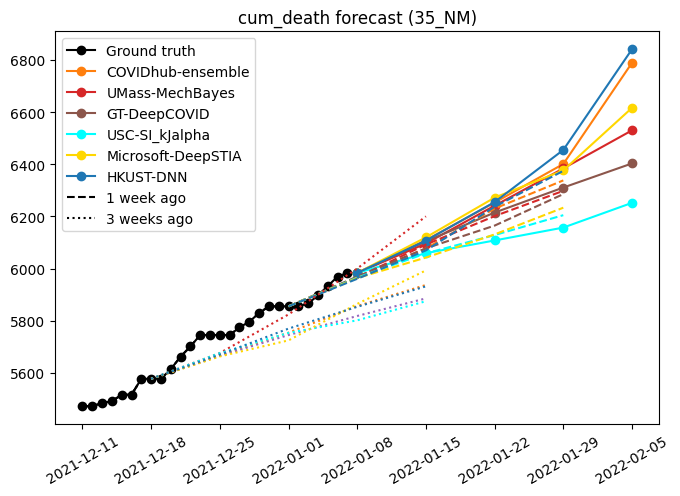 cum_death forecast (35_NM)
Ground truth
COVIDhub-ensemble
UMass-MechBayes
GT-DeepCOVID
USC-SI_kJalpha
Microsoft-DeepSTIA
HKUST-DNN
1 week ago
3 weeks ago
6800
6600
6400
6200
6000
5800
5600
2021-12-11
2021-12-18
2021-12-25
2022-01-01
2022-01-08
2022-01-15
2022-01-22
2022-01-29
2022-02-05